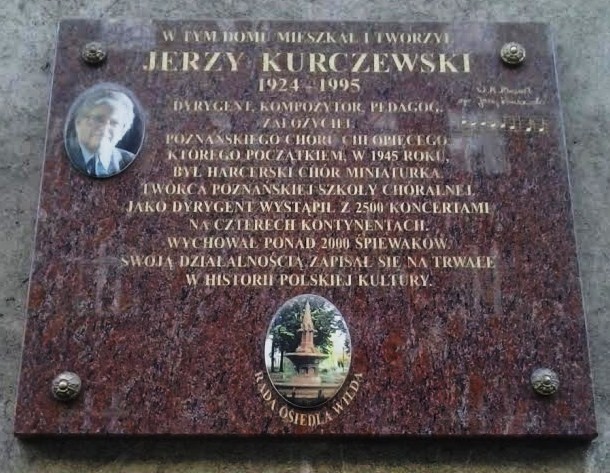 W TYM DOMU MIESZKAŁ I TWORZYŁ
JERZY KURCZEWSKI
1924 - 1995
DYRYGENT, KOMPOZYTOR, PEDAGOG,
ZAŁOŻYCIEL
POZNAŃSKIEGO CHÓRU CHŁOPIĘCEGO,
KTÓREGO POCZĄTKIEM, W 1945 ROKU,
BYŁ HARCERSKI CHÓR MINIATURKA.
TWÓRCA POZNAŃSKIEJ SZKOŁY CHÓRALNEJ.
JAKO DYRYGENT WYSTĄPIŁ Z 2500 KONCERTAMI
NA CZTERECH KONTYNENTACH.
WYCHOWAŁ PONAD 2000 ŚPIEWAKÓW.
SWOJĄ DZIAŁALNOŚCIĄ ZAPISAŁ SIĘ NA TRWAŁE
W HISTORII POLSKIEJ KULTURY.
RADA OSIEDLA WILDA